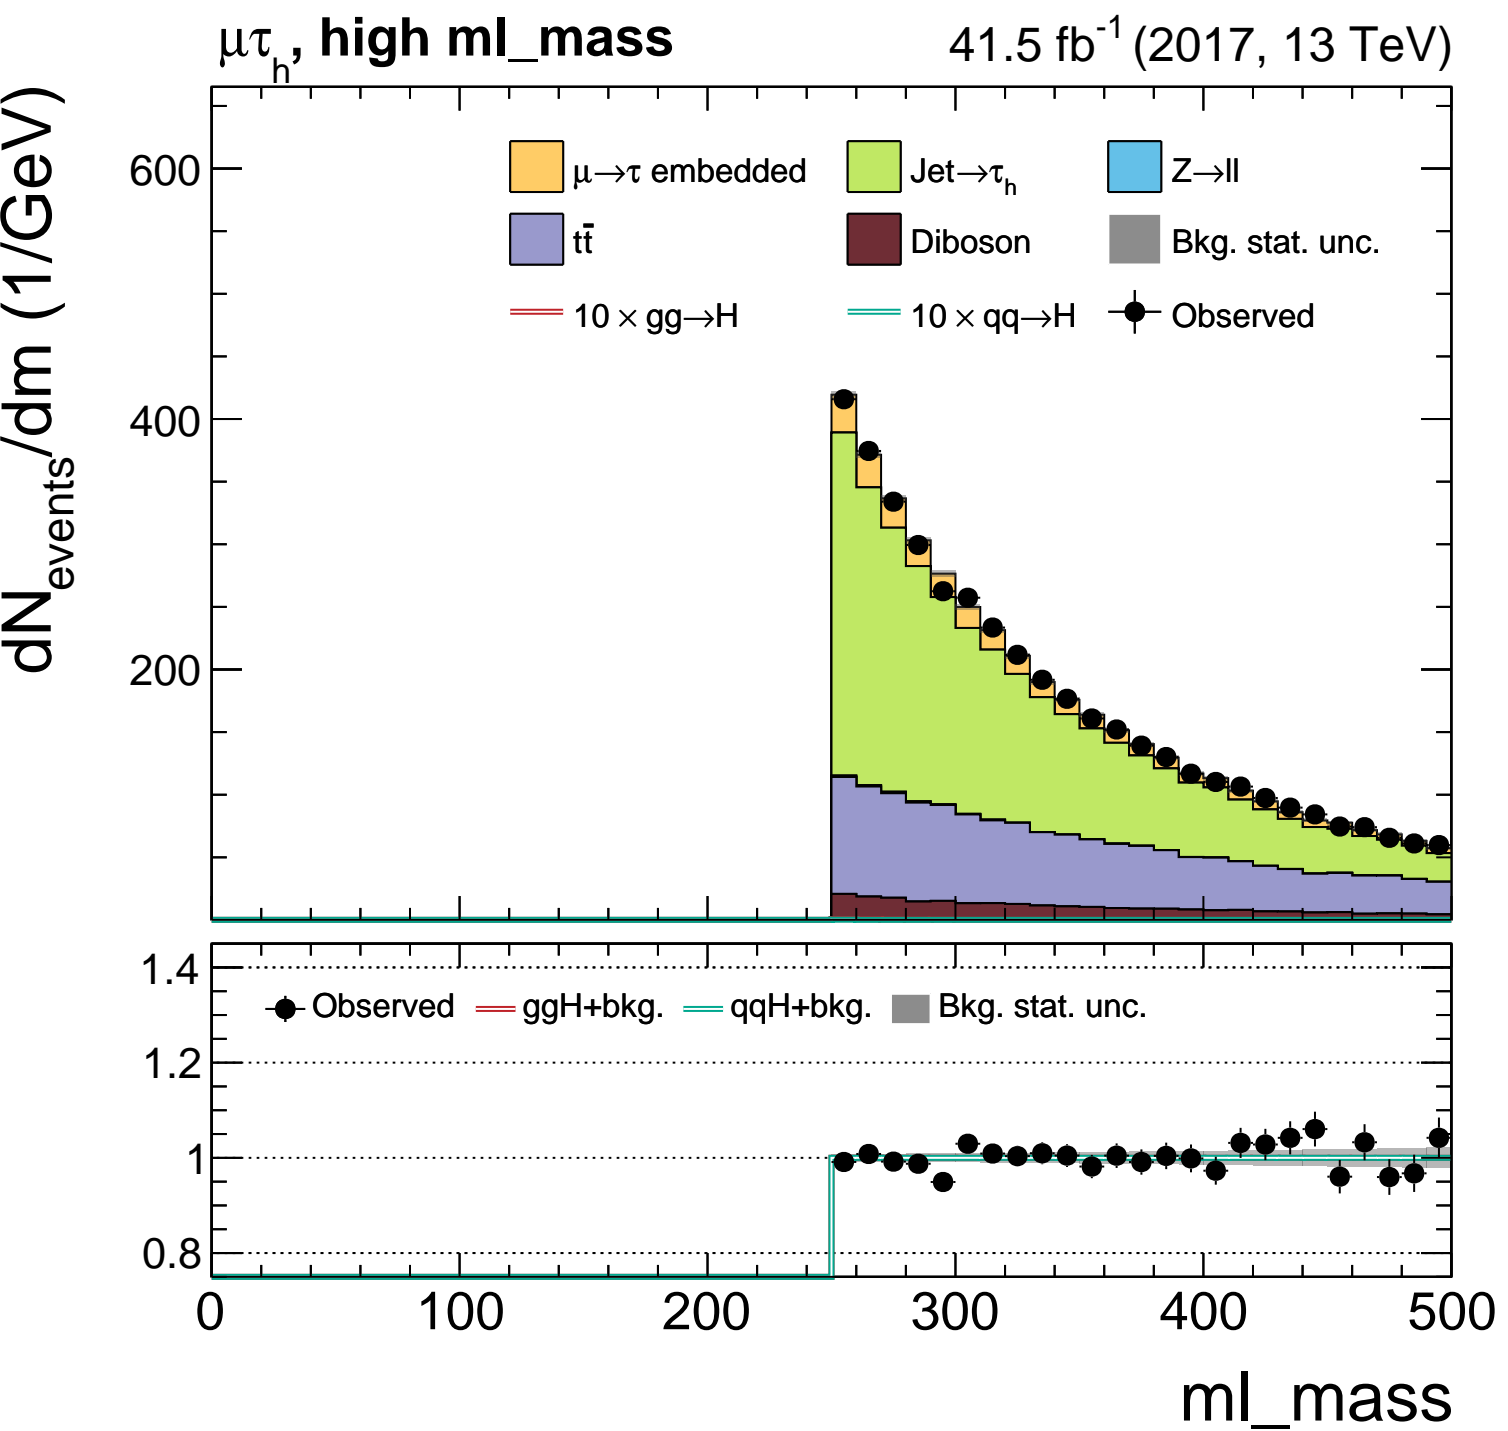 μτh, high ml_mass
41.5 fb-1 (2017, 13 TeV)
dNevents/dm (1/GeV)
600
400
200
μ→τ embedded
Jet→τh
Z→ll
tt̄
Diboson
Bkg. stat. unc.
10 × gg→H
10 × qq→H
Observed
1.4
1.2
1
0.8
Observed
ggH+bkg.
qqH+bkg.
Bkg. stat. unc.
0
100
200
300
400
500
ml_mass